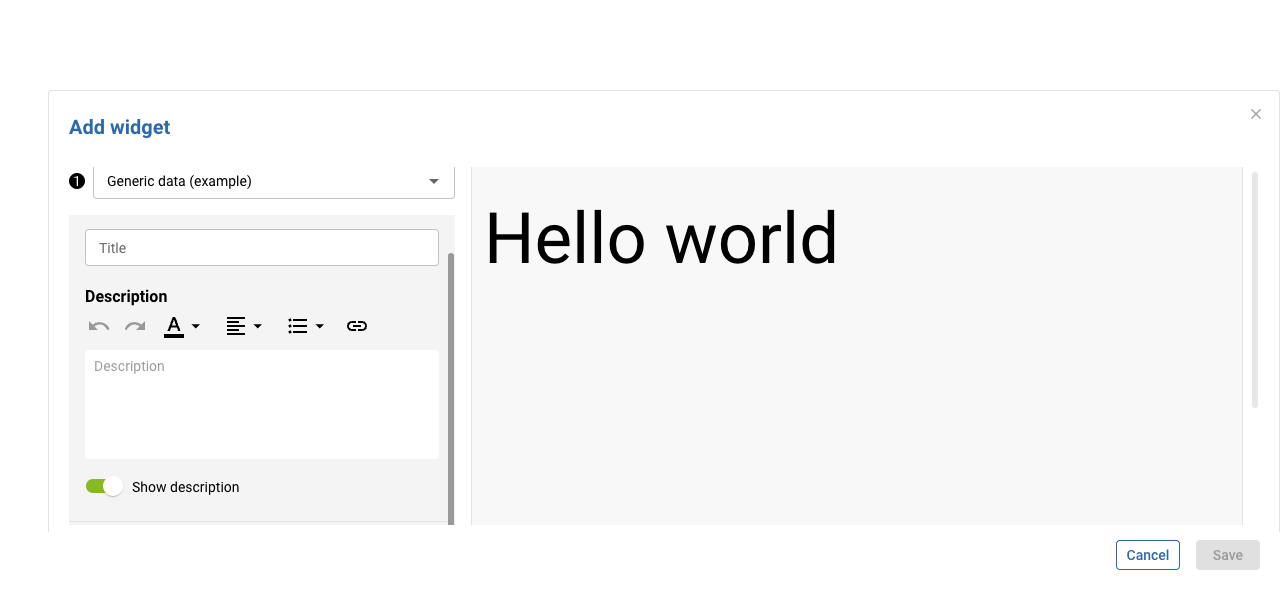 Add widget
1 Generic data (example)
Title
Description
A
Description
Show description
Hello world
Cancel Save